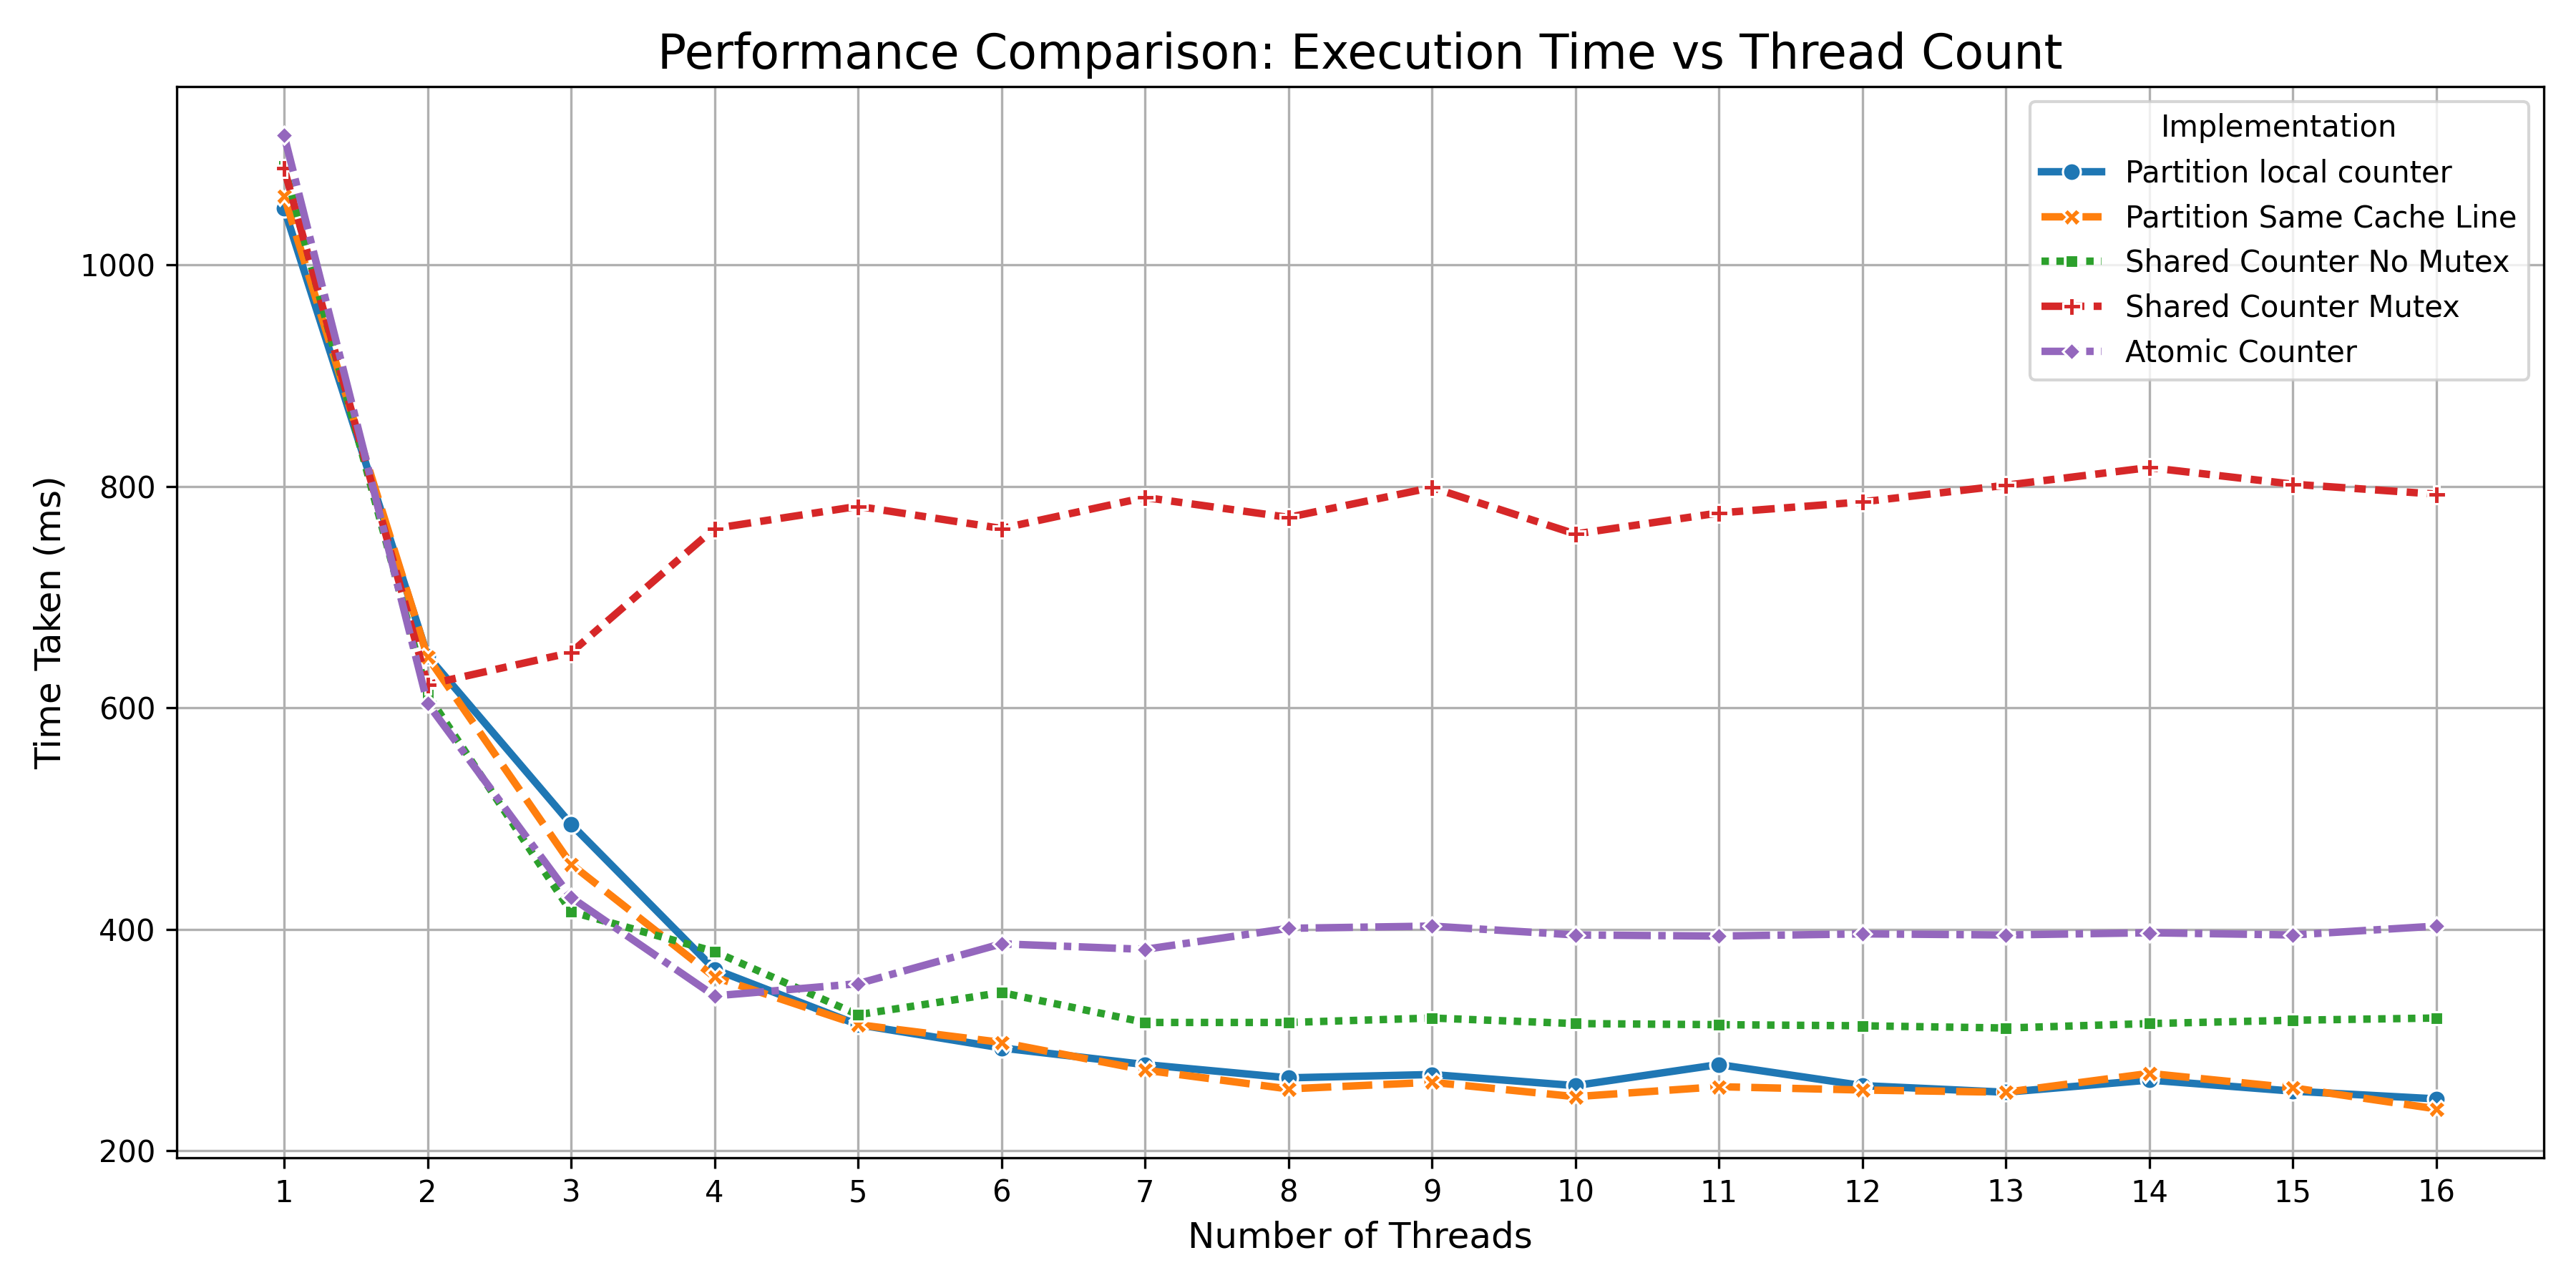 Performance Comparison: Execution Time vs Thread Count
Implementation
Partition local counter
Partition Same Cache Line
Shared Counter No Mutex
Shared Counter Mutex
Atomic Counter
Time Taken (ms)
1000
800
600
400
200
1 2 3 4 5 6 7 8 9 10 11 12 13 14 15 16
Number of Threads